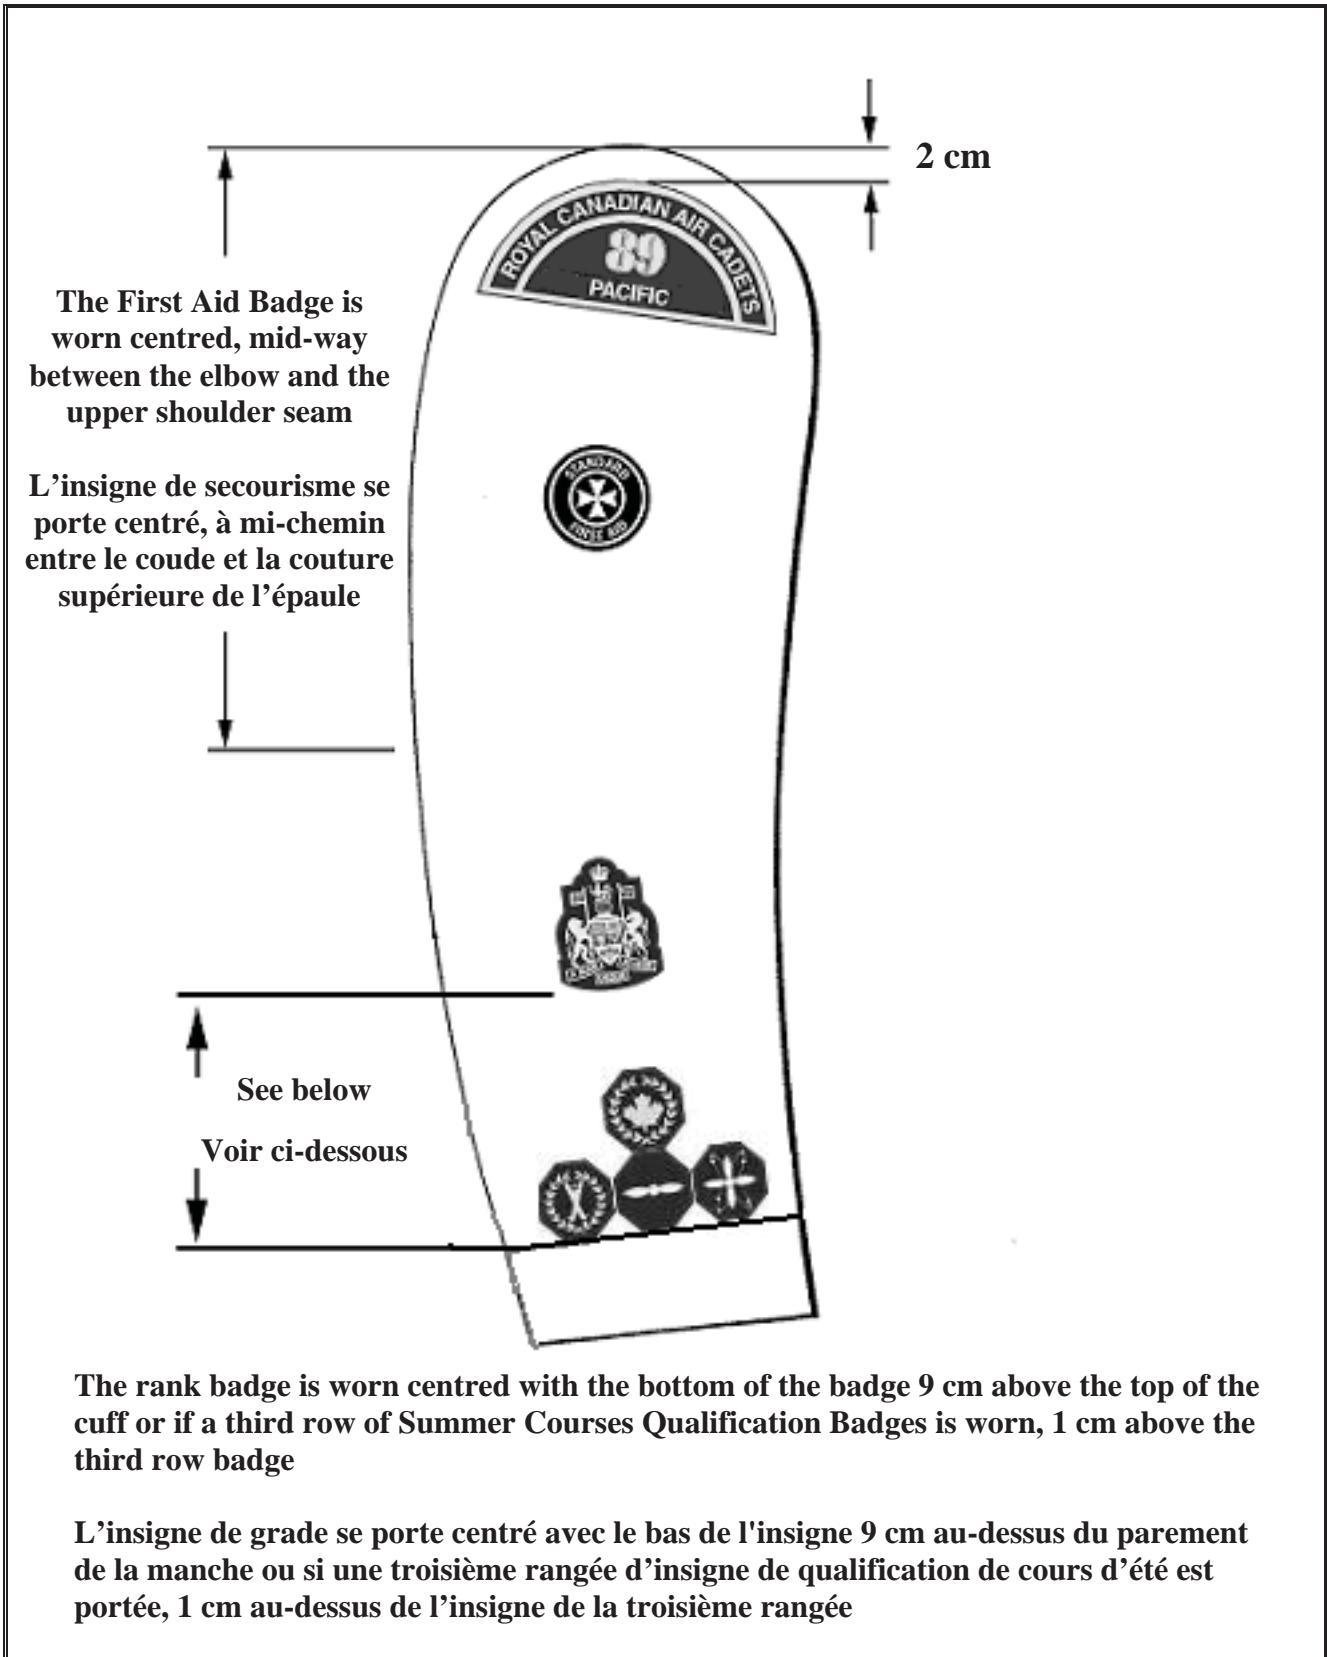 2 cm
ROYAL CANADIAN AIR CADETS
89
PACIFIC
The First Aid Badge is
worn centred, mid-way
between the elbow and the
upper shoulder seam
L’insigne de secourisme se
porte centré, à mi-chemin
entre le coude et la couture
supérieure de l’épaule
STANDARD
FIRST AID
See below
Voir ci-dessous
The rank badge is worn centred with the bottom of the badge 9 cm above the top of the
cuff or if a third row of Summer Courses Qualification Badges is worn, 1 cm above the
third row badge
L’insigne de grade se porte centré avec le bas de l'insigne 9 cm au-dessus du parement
de la manche ou si une troisième rangée d’insigne de qualification de cours d’été est
portée, 1 cm au-dessus de l’insigne de la troisième rangée